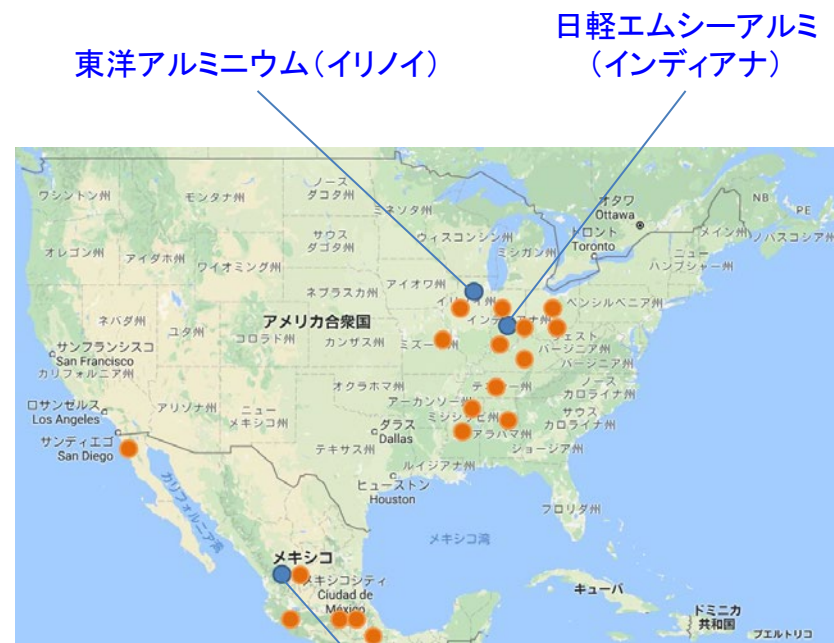 日軽エムシーアルミ
(インディアナ)
東洋アルミニウム(イリノイ)
ワシントン州
モンタナ州
ノース
ダコタ州
ミネソタ州
オタワ
Ottawa
NB
PE
オレゴン州
アイダホ州
ワイオミング州
サウス
ダコタ州
ウィスコンシン州
ミシガン州
トロント
Toronto
メイン州
ノバスコシア州
ニュー
ハンプシャー州
ネブラスカ州
アイオワ州
ペンシルベニア州
ネバダ州
ユタ州
アメリカ合衆国
コロラド州
カンザス州
サンフランシスコ
San Francisco
カリフォルニア州
ウェスト
バージニア州
バージニア州
オクラホマ州
アーカンソー州
ノース
カロライナ州
ロサンゼルス
Los Angeles
アリゾナ州
ニュー
メキシコ州
ダラス
Dallas
アラバマ州
サウス
カロライナ州
サンディエゴ
San Diego
テキサス州
ルイジアナ州
ジョージア州
ヒューストン
Houston
カリフォルニア湾
フロリダ州
メキシコ湾
メキシコ
メキシコシティ
Ciudad de
México
キューバ
ドミニカ
共和国
プエルトリコ